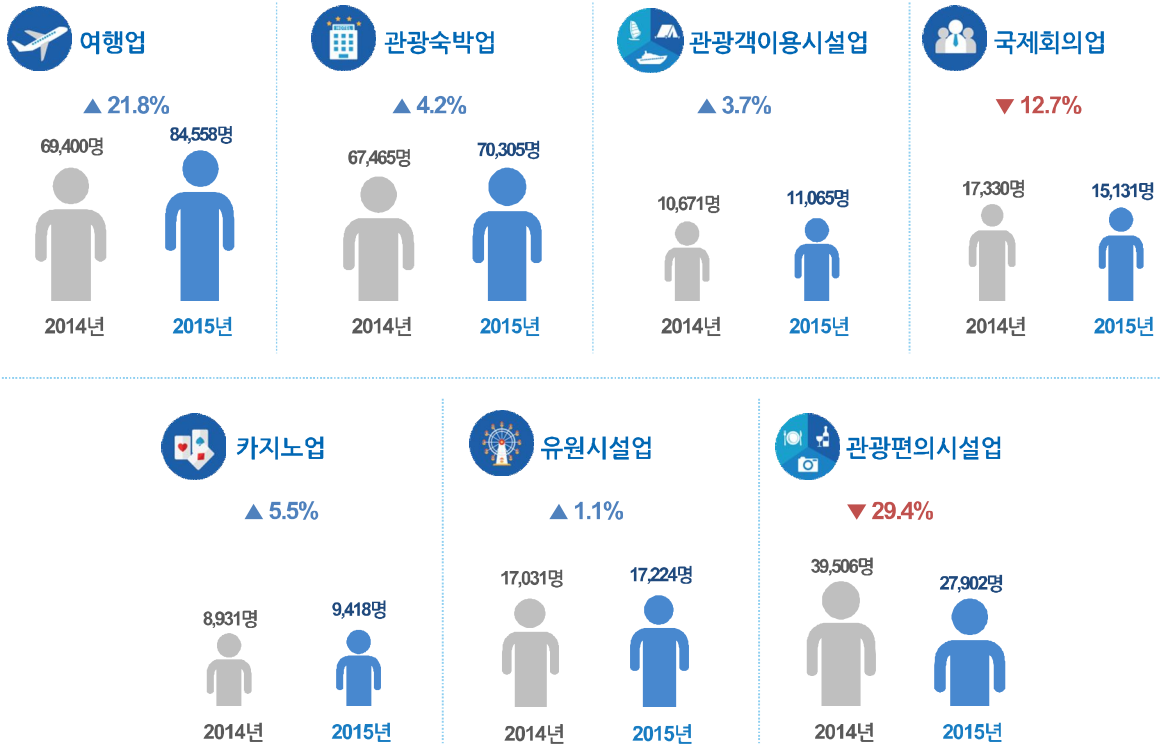 여행업
▲ 21.8%
69,400명
84,558명
2014년
2015년
관광숙박업
▲ 4.2%
67,465명
70,305명
2014년
2015년
관광객이용시설업
▲ 3.7%
10,671명
11,065명
2014년
2015년
국제회의업
▼ 12.7%
17,330명
15,131명
2014년
2015년
카지노업
▲ 5.5%
8,931명
9,418명
2014년
2015년
유원시설업
▲ 1.1%
17,031명
17,224명
2014년
2015년
관광편의시설업
▼ 29.4%
39,506명
27,902명
2014년
2015년